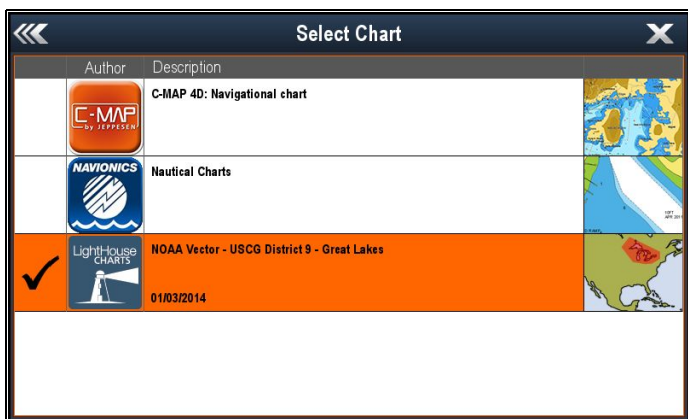 Select Chart
Author Description
C-MAP
by JEPPESEN
C-MAP 4D: Navigational chart
NAVIONICS
Nautical Charts
LightHouse
CHARTS
NOAA Vector - USCG District 9 - Great Lakes
01/03/2014